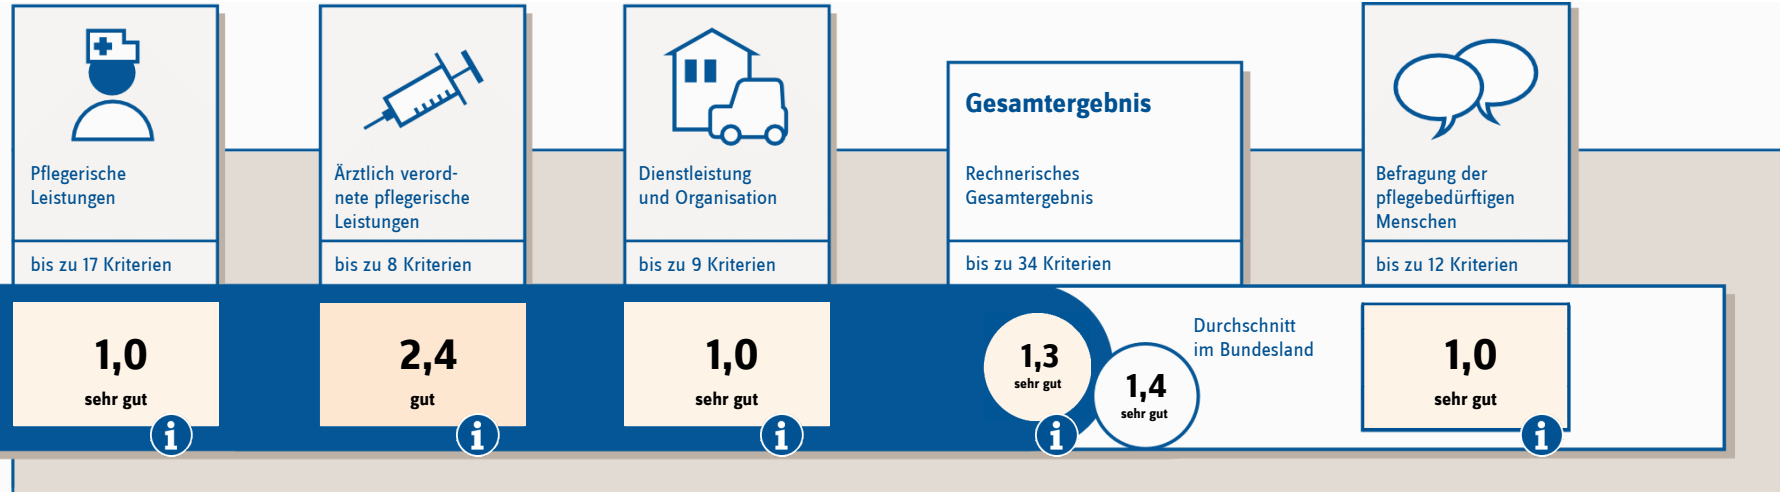 Pflegerische
Leistungen
bis zu 17 Kriterien
1,0
sehr gut
i
Ärztlich verord-
nete pflegerische
Leistungen
bis zu 8 Kriterien
2,4
gut
i
Dienstleistung
und Organisation
bis zu 9 Kriterien
1,0
sehr gut
i
Gesamtergebnis
Rechnerisches
Gesamtergebnis
bis zu 34 Kriterien
1,3
sehr gut
i
Durchschnitt
im Bundesland
1,4
sehr gut
Befragung der
pflegebedürftigen
Menschen
bis zu 12 Kriterien
1,0
sehr gut
i